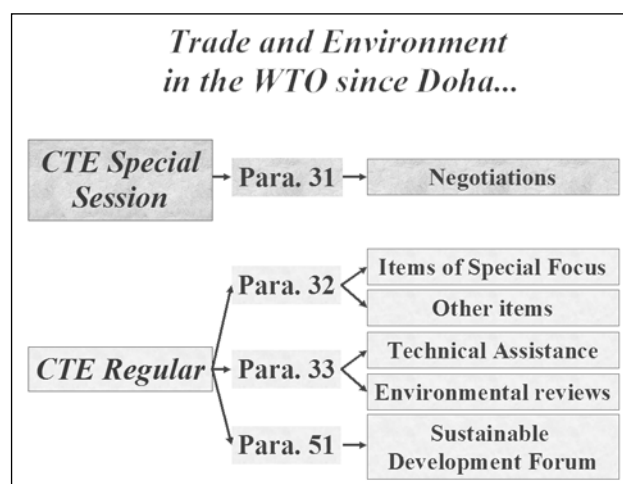 Trade and Environment
in the WTO since Doha...
CTE Special
Session
Para. 31
Negotiations
CTE Regular
Para. 32
Items of Special Focus
Other items
Para. 33
Technical Assistance
Environmental reviews
Para. 51
Sustainable
Development Forum